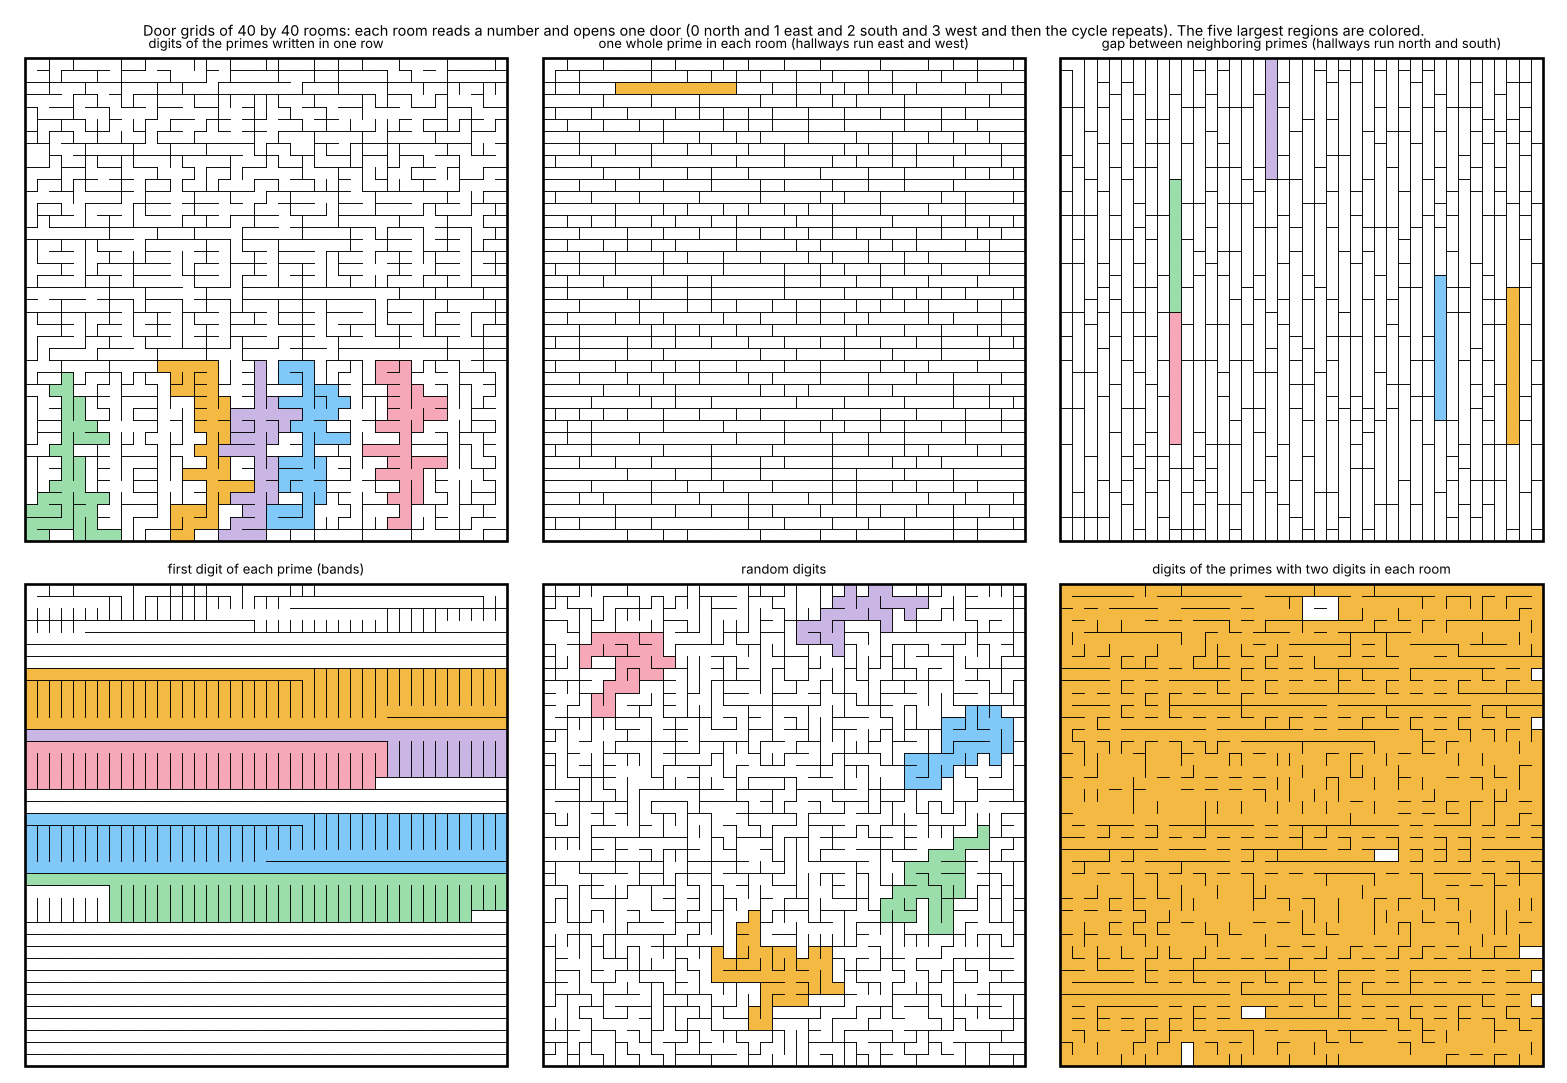 Door grids of 40 by 40 rooms: each room reads a number and opens one door (0 north and 1 east and 2 south and 3 west and then the cycle repeats). The five largest regions are colored.
digits of the primes written in one row
one whole prime in each room (hallways run east and west)
gap between neighboring primes (hallways run north and south)
first digit of each prime (bands)
random digits
digits of the primes with two digits in each room